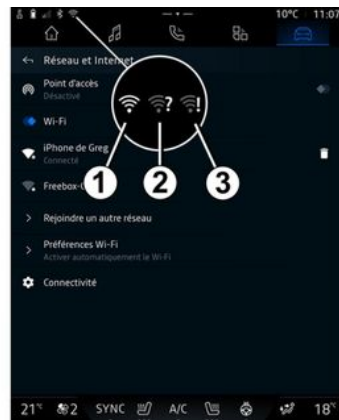 10°C 11:07
Réseau et Internet
Point d'accès
Désactivé
Wi-Fi
? !
1 2 3
iPhone de Greg
Connecté
Rejoindre un autre réseau
Préférences Wi-Fi
Activer automatiquement le Wi-Fi
Connectivité
21°C 2 SYNC A/C 18°C